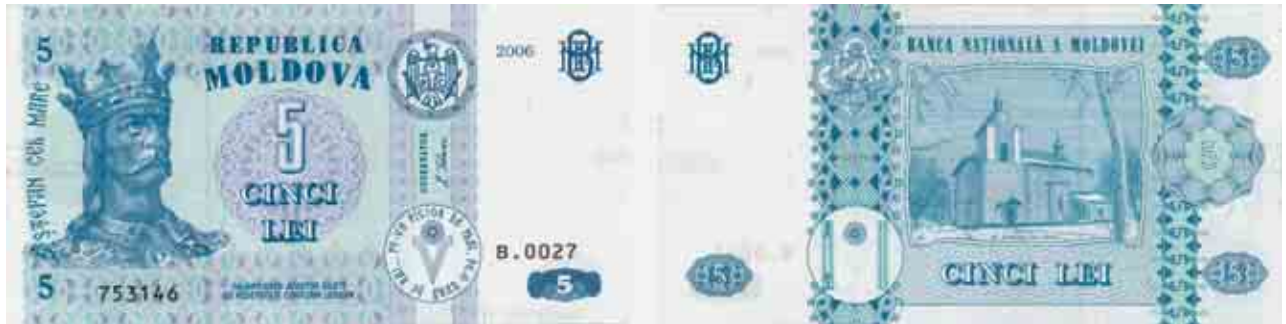 5
REPUBLICA
MOLDOVA
ȘTEFAN CEL MARE
5
CINCI
LEI
GUVERNATOR
5
753146
2006
B.0027
5
BANCA NAȚIONALĂ A MOLDOVEI
5
CINCI LEI
5
5